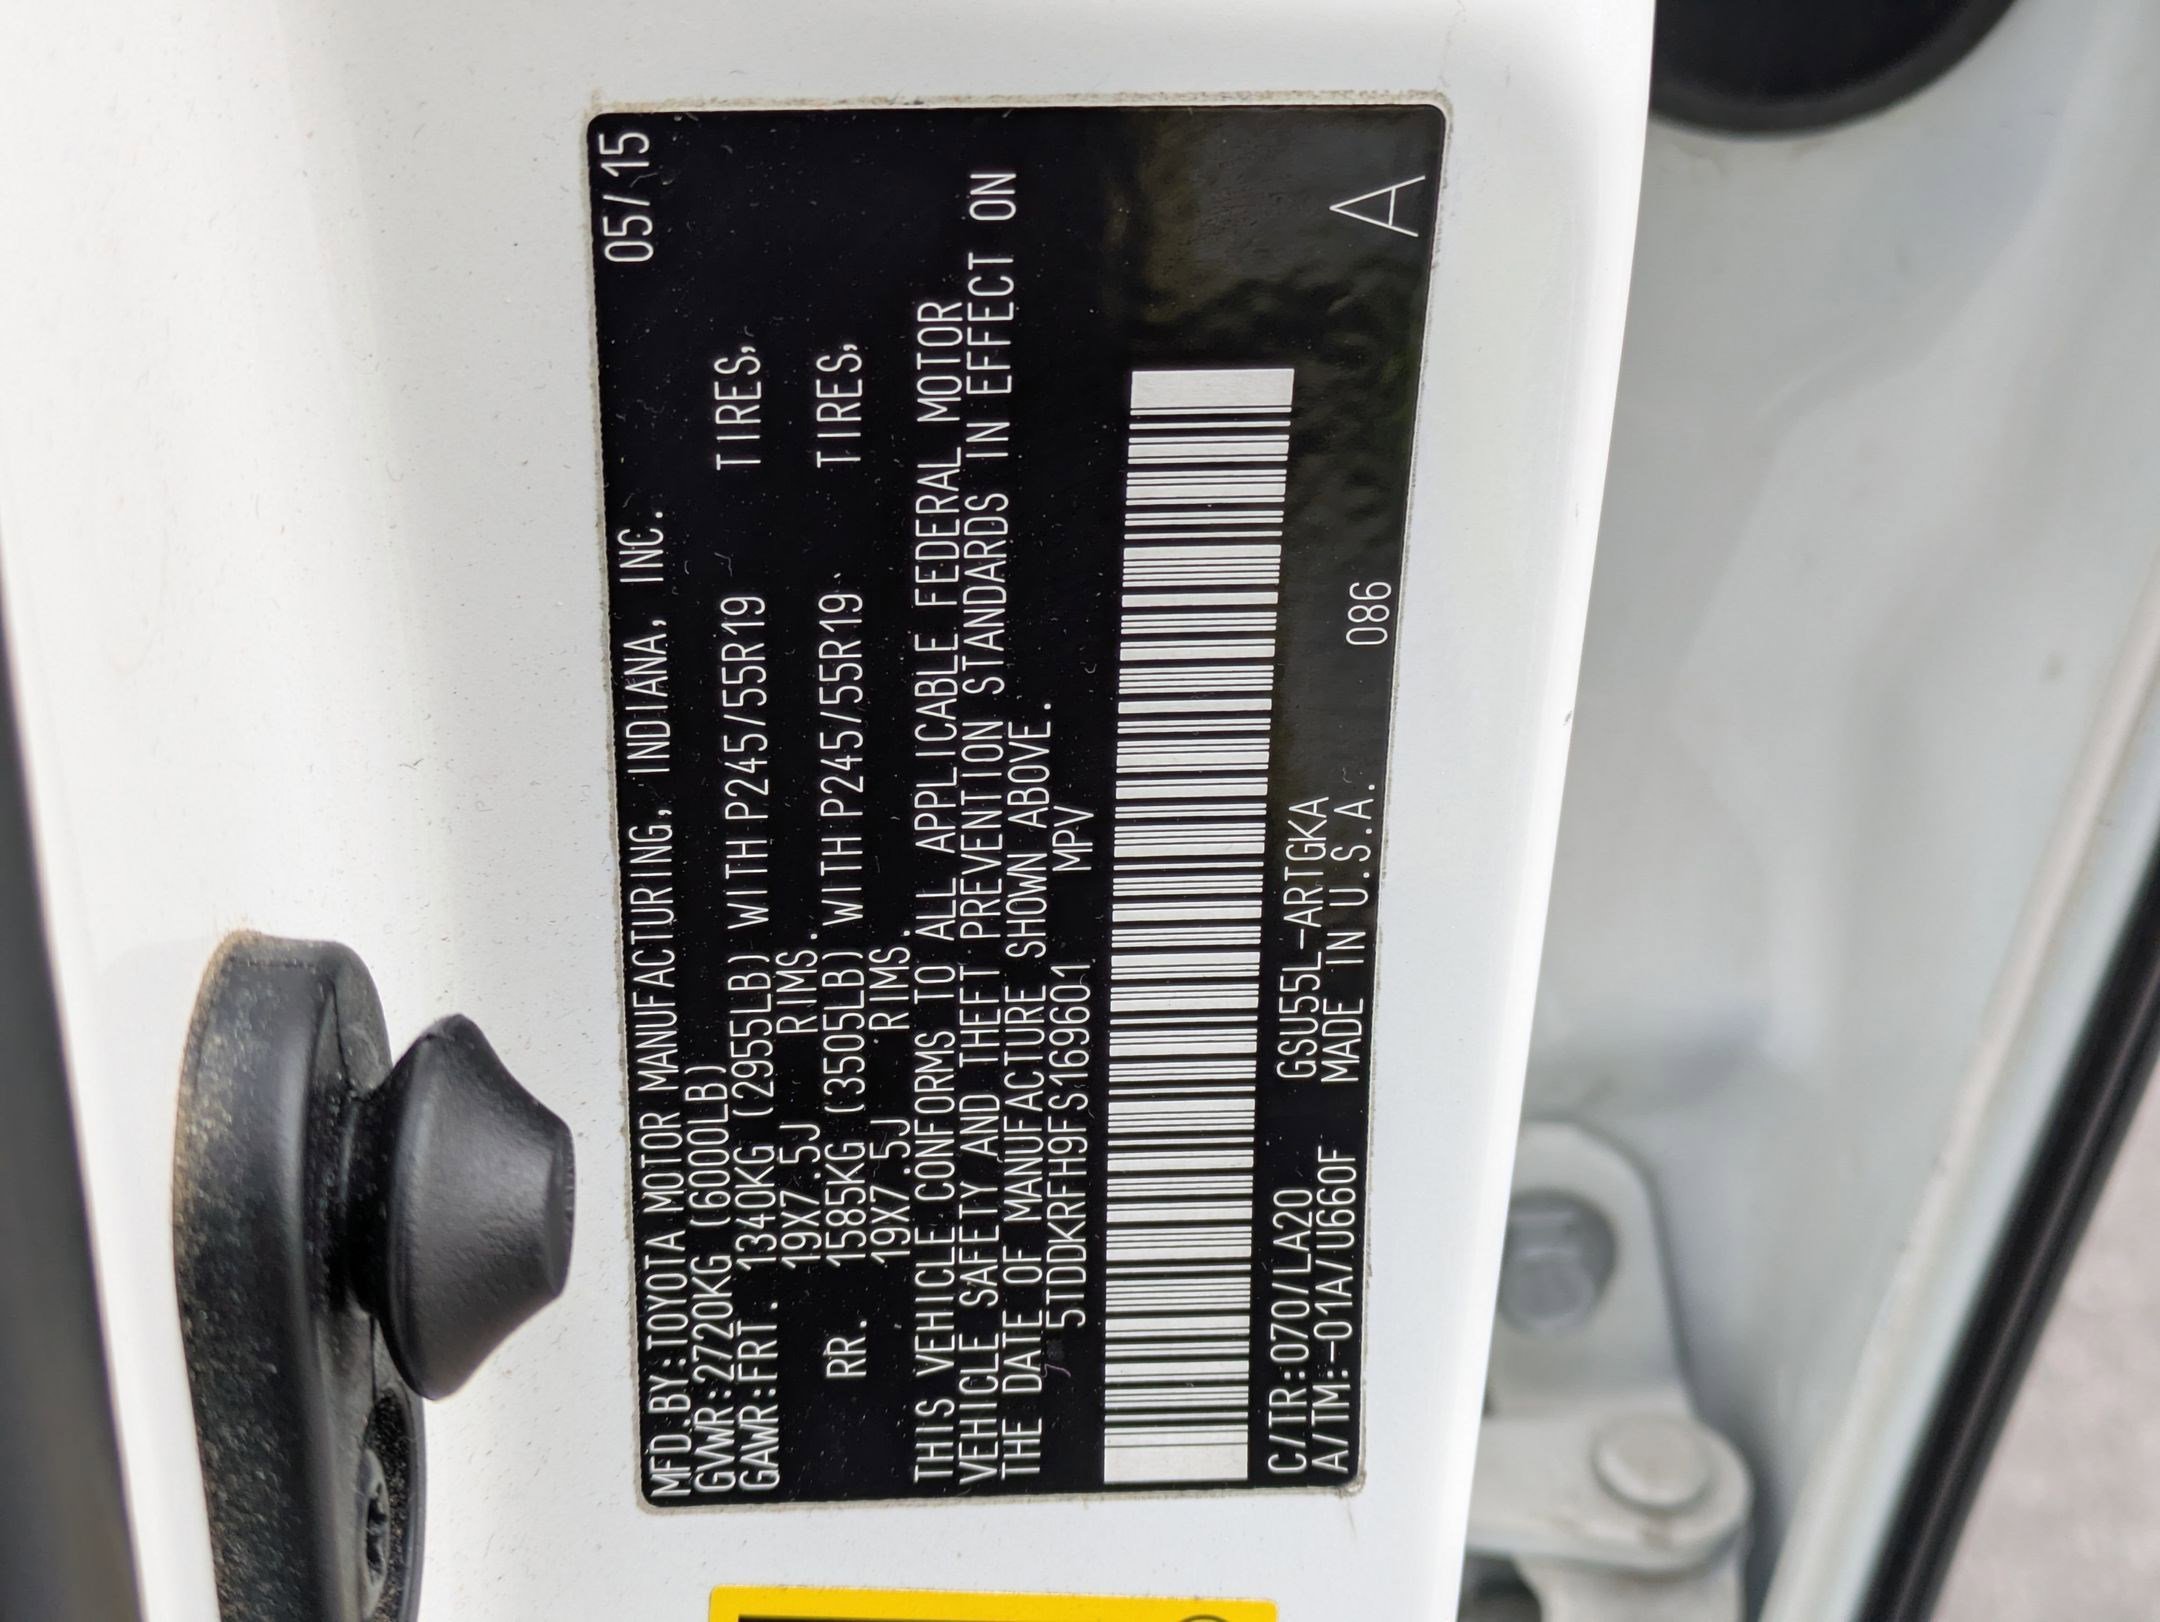 MFD.BY:TOYOTA MOTOR MANUFACTURING, INDIANA, INC. 05/15
GVWR:2720KG (6000LB)
GAWR:FRT. 1340KG (2955LB) WITH P245/55R19 TIRES,
19X7.5J RIMS.
RR. 1585KG (3505LB) WITH P245/55R19 TIRES,
19X7.5J RIMS.
THIS VEHICLE CONFORMS TO ALL APPLICABLE FEDERAL MOTOR
VEHICLE SAFETY AND THEFT PREVENTION STANDARDS IN EFFECT ON
THE DATE OF MANUFACTURE SHOWN ABOVE.
5TDDKRFH9FS169601 MPV
C/TR:070/LA20 GSU55L-ARTGKA
A/TM:-01A/U660F MADE IN U.S.A. 086 A